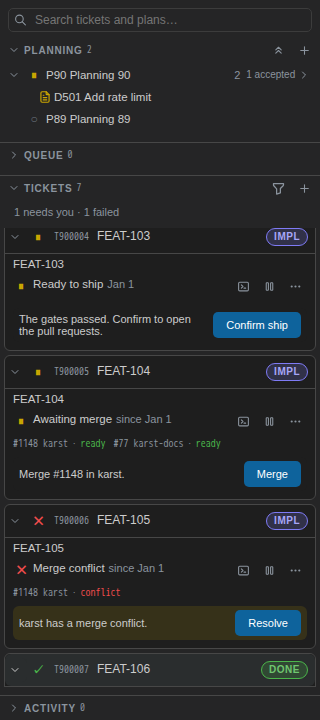 Search tickets and plans…
PLANNING 2
P90 Planning 90 2 1 accepted
D501 Add rate limit
P89 Planning 89
QUEUE 0
TICKETS 7
1 needs you · 1 failed
T900004 FEAT-103 IMPL
FEAT-103
Ready to ship Jan 1
The gates passed. Confirm to open
the pull requests.
Confirm ship
T900005 FEAT-104 IMPL
FEAT-104
Awaiting merge since Jan 1
#1148 karst · ready #77 karst-docs · ready
Merge #1148 in karst. Merge
T900006 FEAT-105 IMPL
FEAT-105
Merge conflict since Jan 1
#1148 karst · conflict
karst has a merge conflict. Resolve
T900007 FEAT-106 DONE
ACTIVITY 0